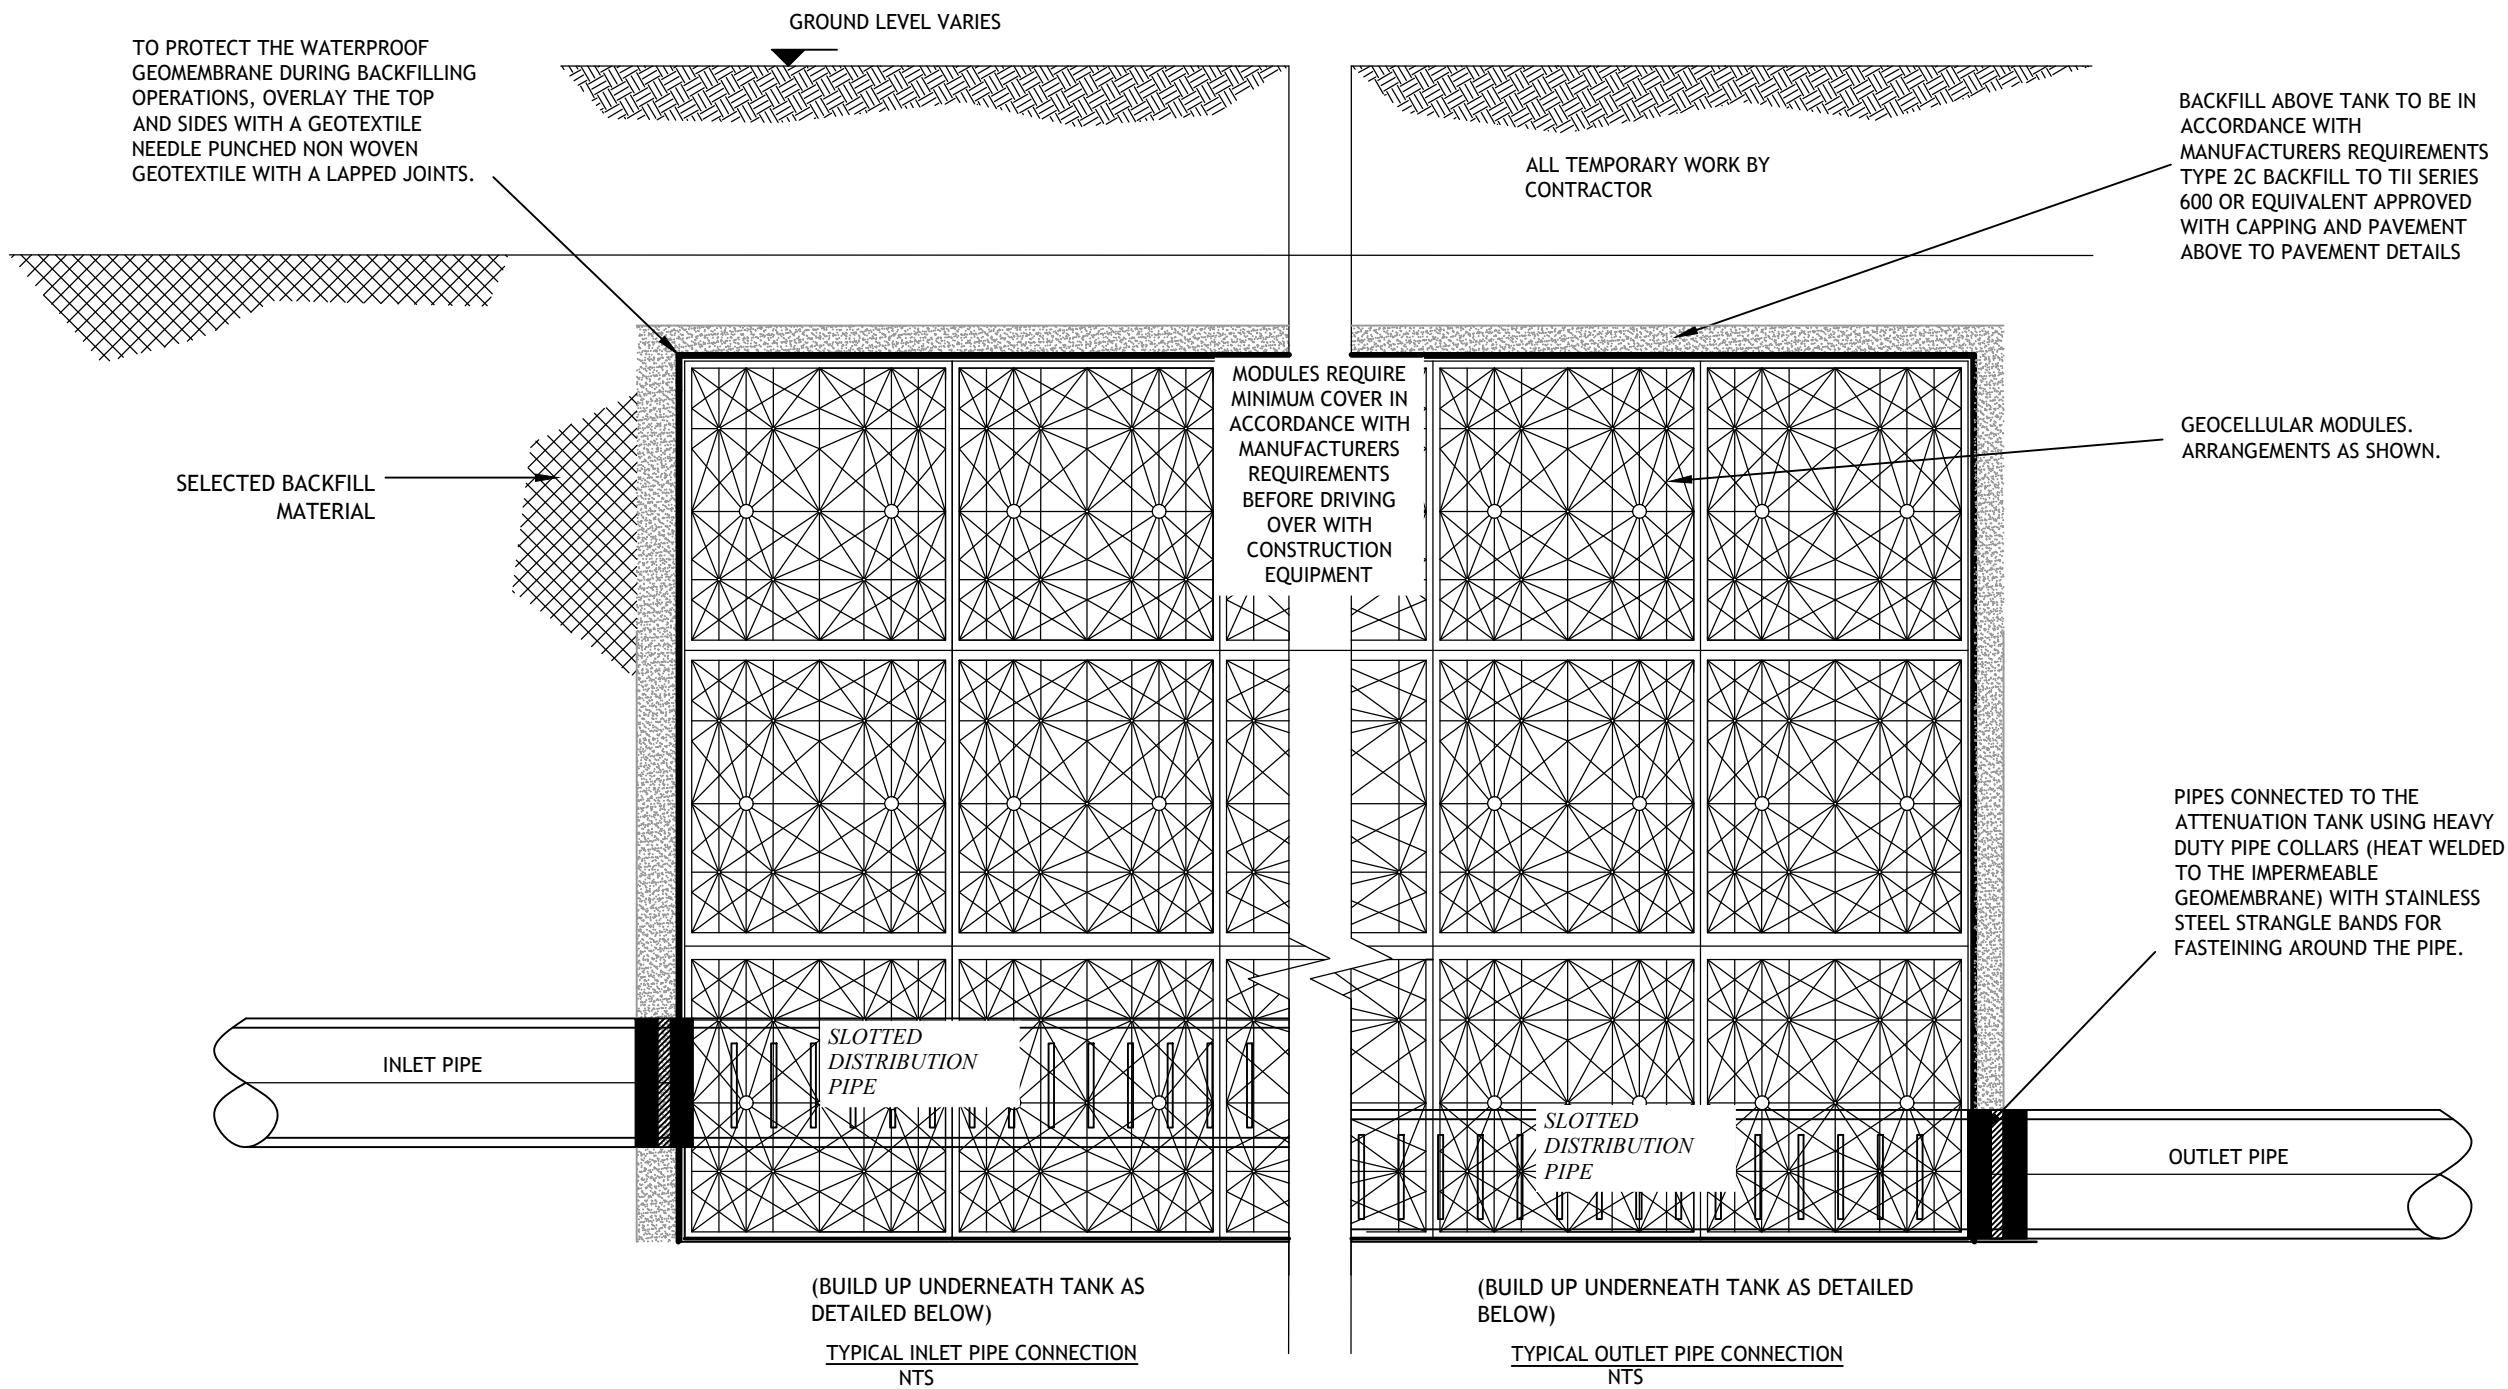 GROUND LEVEL VARIES
TO PROTECT THE WATERPROOF
GEOMEMBRANE DURING BACKFILLING
OPERATIONS, OVERLAY THE TOP
AND SIDES WITH A GEOTEXTILE
NEEDLE PUNCHED NON WOVEN
GEOTEXTILE WITH A LAPPED JOINTS.
BACKFILL ABOVE TANK TO BE IN
ACCORDANCE WITH
MANUFACTURERS REQUIREMENTS
TYPE 2C BACKFILL TO TII SERIES
600 OR EQUIVALENT APPROVED
WITH CAPPING AND PAVEMENT
ABOVE TO PAVEMENT DETAILS
ALL TEMPORARY WORK BY
CONTRACTOR
MODULES REQUIRE
MINIMUM COVER IN
ACCORDANCE WITH
MANUFACTURERS
REQUIREMENTS
BEFORE DRIVING
OVER WITH
CONSTRUCTION
EQUIPMENT
GEOCELLULAR MODULES.
ARRANGEMENTS AS SHOWN.
SELECTED BACKFILL
MATERIAL
PIPES CONNECTED TO THE
ATTENUATION TANK USING HEAVY
DUTY PIPE COLLARS (HEAT WELDED
TO THE IMPERMEABLE
GEOMEMBRANE) WITH STAINLESS
STEEL STRANGLE BANDS FOR
FASTEINING AROUND THE PIPE.
INLET PIPE
SLOTTED
DISTRIBUTION
PIPE
SLOTTED
DISTRIBUTION
PIPE
OUTLET PIPE
(BUILD UP UNDERNEATH TANK AS
DETAILED BELOW)
TYPICAL INLET PIPE CONNECTION
NTS
(BUILD UP UNDERNEATH TANK AS DETAILED
BELOW)
TYPICAL OUTLET PIPE CONNECTION
NTS